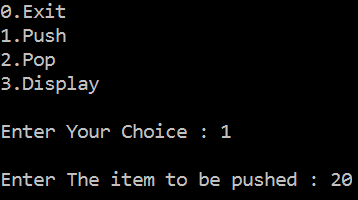 0.Exit
1.Push
2.Pop
3.Display
Enter Your Choice : 1
Enter The item to be pushed : 20